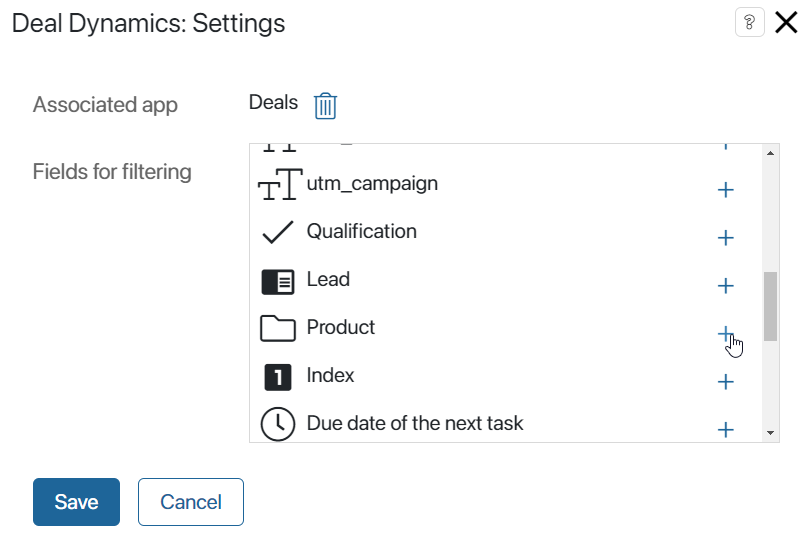 Deal Dynamics: Settings
?
Associated app
Deals
Fields for filtering
utm_campaign
Qualification
Lead
Product
1 Index
Due date of the next task
Save
Cancel